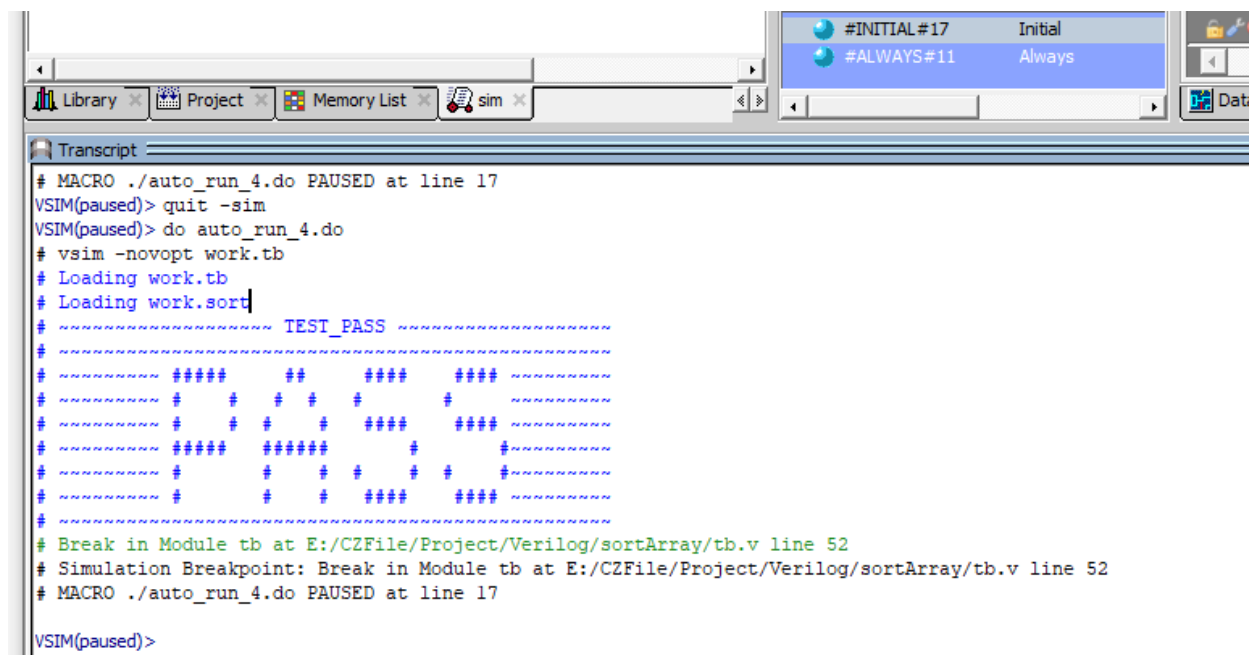 #INITIAL#17 Initial
#ALWAYS#11 Always
Library Project Memory List sim
Transcript
# MACRO ./auto_run_4.do PAUSED at line 17
VSIM(paused)> quit -sim
VSIM(paused)> do auto_run_4.do
# vsim -novopt work.tb
# Loading work.tb
# Loading work.sort
# ~~~~~~~~~~~~~~~~~~~ TEST_PASS ~~~~~~~~~~~~~~~~~~~
# ~~~~~~~~~~~~~~~~~~~~~~~~~~~~~~~~~~~~~~~~~~~~~~~~~
# ~~~~~~~~~ #####     ##     ####    #### ~~~~~~~~~
# ~~~~~~~~~ #    #   #  #   #       #     ~~~~~~~~~
# ~~~~~~~~~ #    #  #    #   ####    #### ~~~~~~~~~
# ~~~~~~~~~ #####   ######       #       #~~~~~~~~~
# ~~~~~~~~~ #       #    #  #    #  #    #~~~~~~~~~
# ~~~~~~~~~ #       #    #   ####    #### ~~~~~~~~~
# ~~~~~~~~~~~~~~~~~~~~~~~~~~~~~~~~~~~~~~~~~~~~~~~~~
# Break in Module tb at E:/CZFile/Project/Verilog/sortArray/tb.v line 52
# Simulation Breakpoint: Break in Module tb at E:/CZFile/Project/Verilog/sortArray/tb.v line 52
# MACRO ./auto_run_4.do PAUSED at line 17
VSIM(paused)>